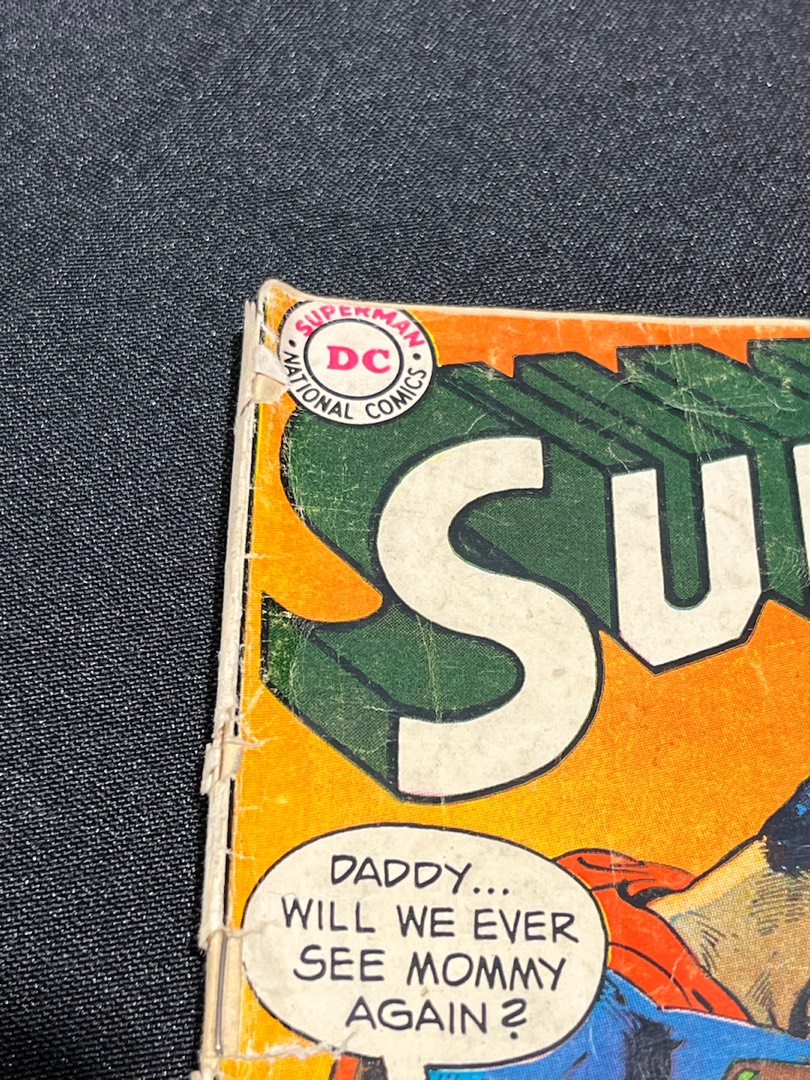 SUPERMAN
DC
• NATIONAL COMICS •
SU
DADDY...
WILL WE EVER
SEE MOMMY
AGAIN?